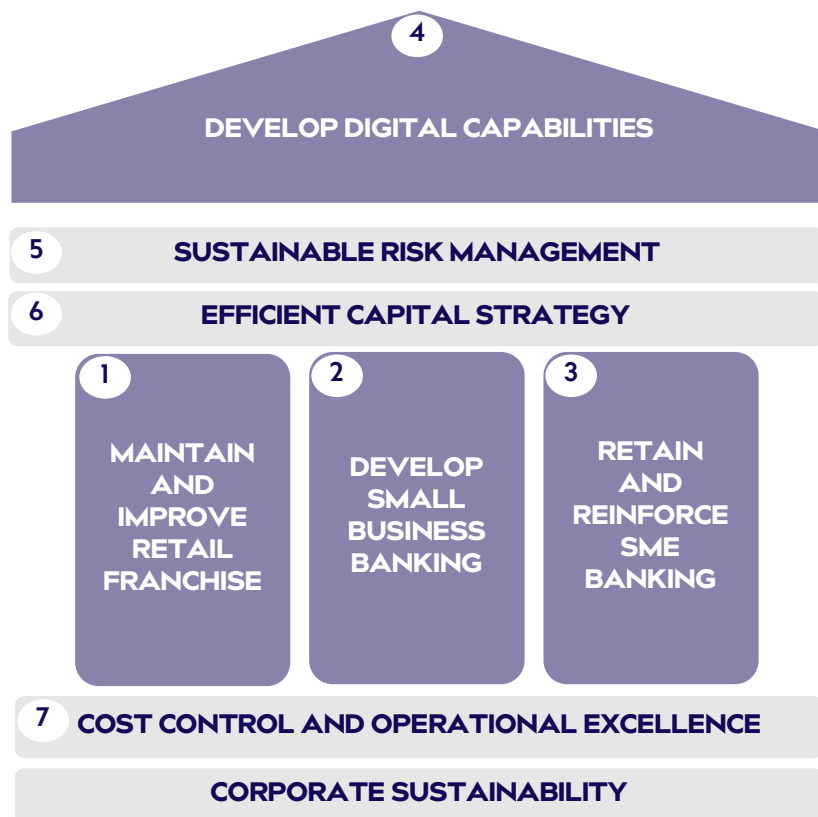 4
DEVELOP DIGITAL CAPABILITIES
5
SUSTAINABLE RISK MANAGEMENT
6
EFFICIENT CAPITAL STRATEGY
1
MAINTAIN
AND
IMPROVE
RETAIL
FRANCHISE
2
DEVELOP
SMALL
BUSINESS
BANKING
3
RETAIN
AND
REINFORCE
SME
BANKING
7
COST CONTROL AND OPERATIONAL EXCELLENCE
CORPORATE SUSTAINABILITY